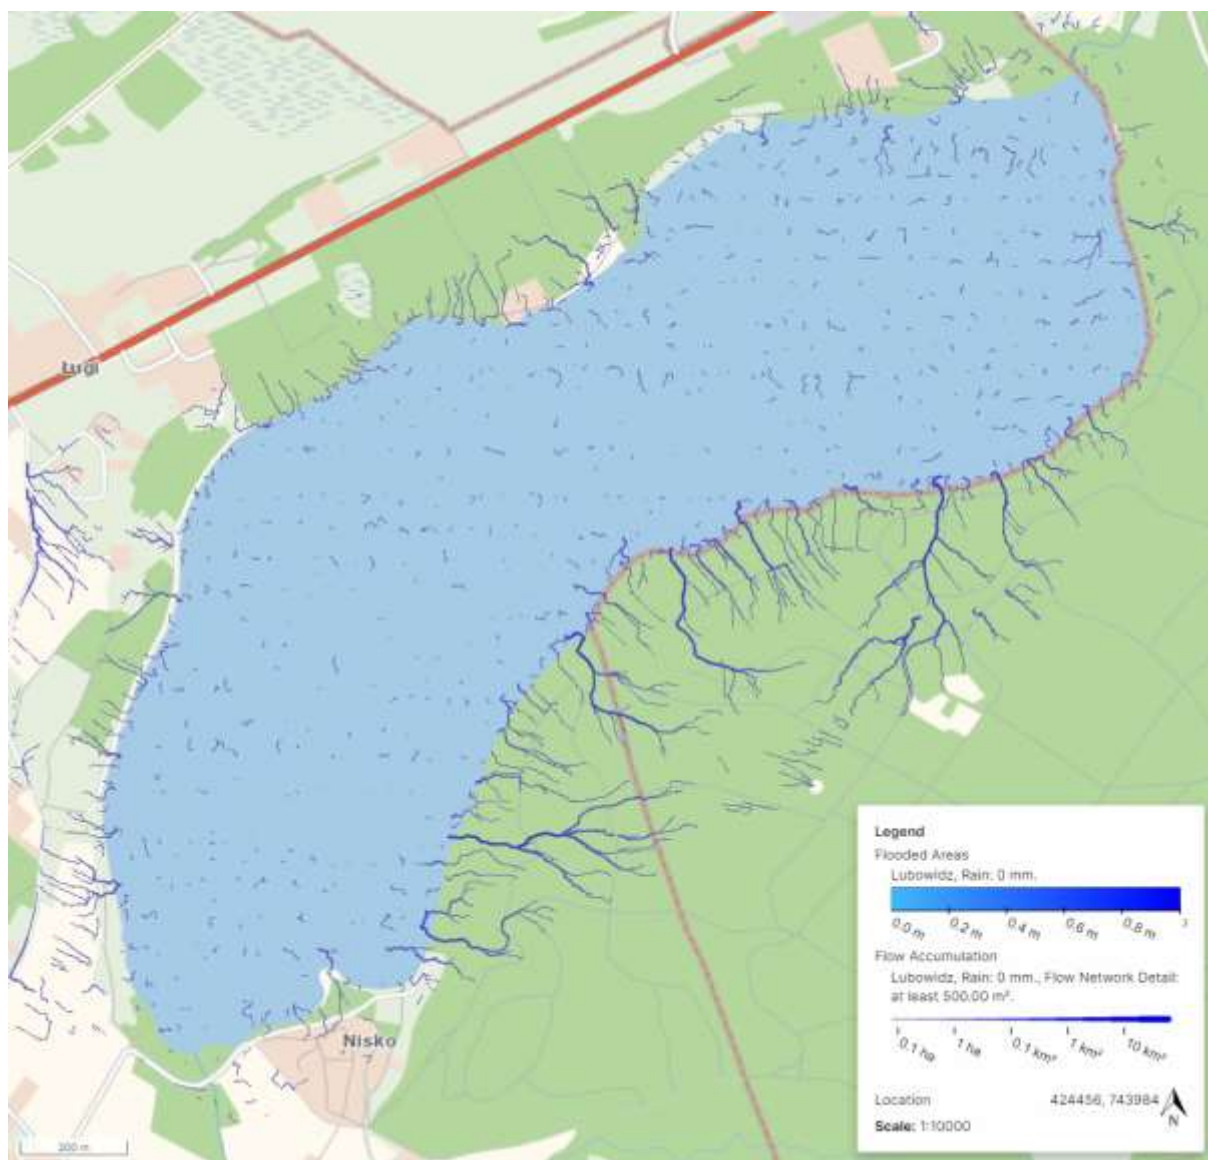 Ługi
Nisko
200 m
Legend
Flooded Areas
Lubowidz, Rain: 0 mm.
0.0 m 0.2 m 0.4 m 0.6 m 0.8 m
Flow Accumulation
Lubowidz, Rain: 0 mm., Flow Network Detail:
at least 500.00 m².
0.1 ha 1 ha 0.1 km² 1 km² 10 km²
Location 424456, 743984
N
Scale: 1:10000